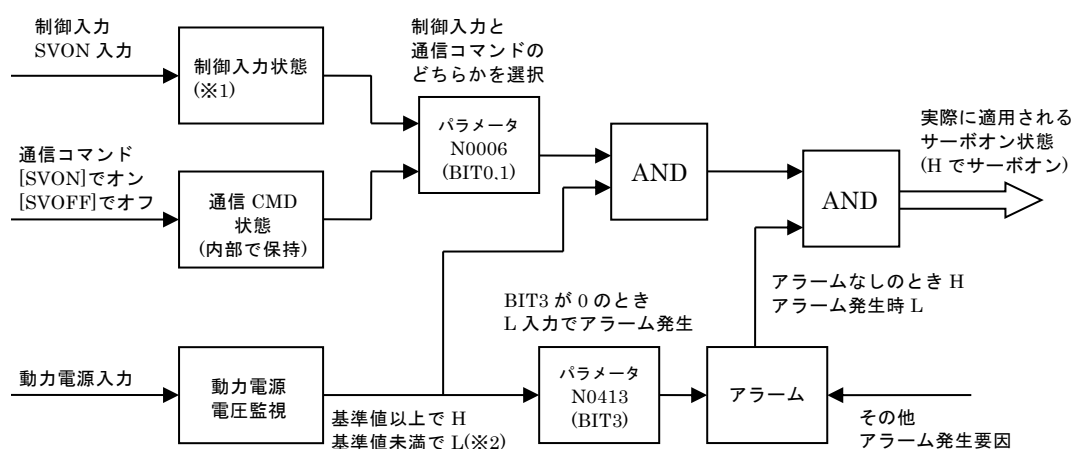 制御入力
SVON 入力
制御入力状態
(※1)
制御入力と
通信コマンドの
どちらかを選択
パラメータ
N0006
(BIT0,1)
通信コマンド
[SVON]でオン
[SVOFF]でオフ
通信 CMD
状態
(内部で保持)
AND
AND
実際に適用される
サーボオン状態
(H でサーボオン)
アラームなしのとき H
アラーム発生時 L
BIT3 が 0 のとき
L 入力でアラーム発生
動力電源入力
動力電源
電圧監視
基準値以上で H
基準値未満で L(※2)
パラメータ
N0413
(BIT3)
アラーム
その他
アラーム発生要因